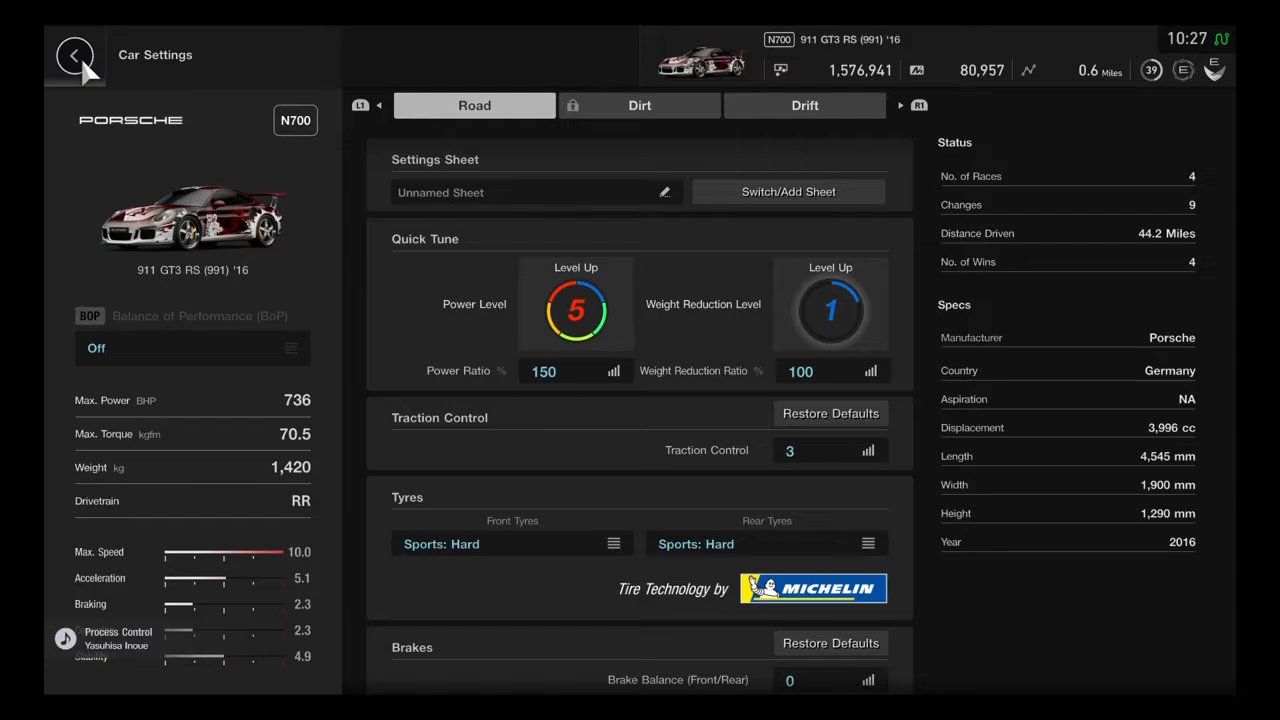 Car Settings
N700 911 GT3 RS (991) '16
10:27
1,576,941
80,957
0.6 Miles
39
E
PORSCHE
N700
911 GT3 RS (991) '16
BOP Balance of Performance (BoP)
Off
Max. Power BHP 736
Max. Torque kgfm 70.5
Weight kg 1,420
Drivetrain RR
Max. Speed 10.0
Acceleration 5.1
Braking 2.3
2.3
Stability 4.9
Process Control
Yasuhisa Inoue
L1 Road Dirt Drift R1
Settings Sheet
Unnamed Sheet Switch/Add Sheet
Quick Tune
Level Up Level Up
Power Level 5 Weight Reduction Level 1
Power Ratio % 150 Weight Reduction Ratio % 100
Traction Control Restore Defaults
Traction Control 3
Tyres
Front Tyres Rear Tyres
Sports: Hard Sports: Hard
Tire Technology by MICHELIN
Brakes Restore Defaults
Brake Balance (Front/Rear) 0
Status
No. of Races 4
Changes 9
Distance Driven 44.2 Miles
No. of Wins 4
Specs
Manufacturer Porsche
Country Germany
Aspiration NA
Displacement 3,996 cc
Length 4,545 mm
Width 1,900 mm
Height 1,290 mm
Year 2016